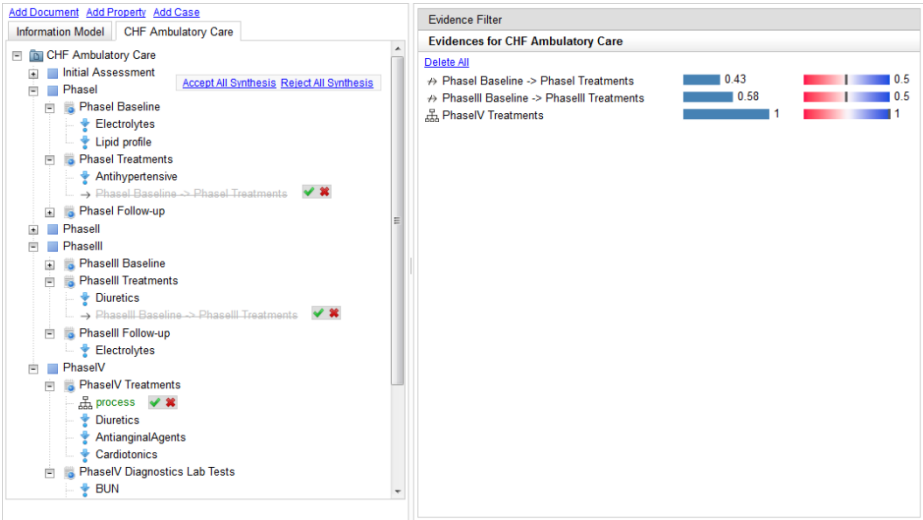 Add Document Add Property Add Case
Information Model CHF Ambulatory Care
CHF Ambulatory Care
Initial Assessment
Accept All Synthesis Reject All Synthesis
PhaseI
PhaseI Baseline
Electrolytes
Lipid profile
PhaseI Treatments
Antihypertensive
PhaseI Baseline -> PhaseI Treatments
PhaseI Follow-up
PhaseII
PhaseIII
PhaseIII Baseline
PhaseIII Treatments
Diuretics
PhaseIII Baseline -> PhaseIII Treatments
PhaseIII Follow-up
Electrolytes
PhaseIV
PhaseIV Treatments
process
Diuretics
AntianginalAgents
Cardiotonics
PhaseIV Diagnostics Lab Tests
BUN
Evidence Filter
Evidences for CHF Ambulatory Care
Delete All
PhaseI Baseline -> PhaseI Treatments 0.43 0.5
PhaseIII Baseline -> PhaseIII Treatments 0.58 0.5
PhaseIV Treatments 1 1